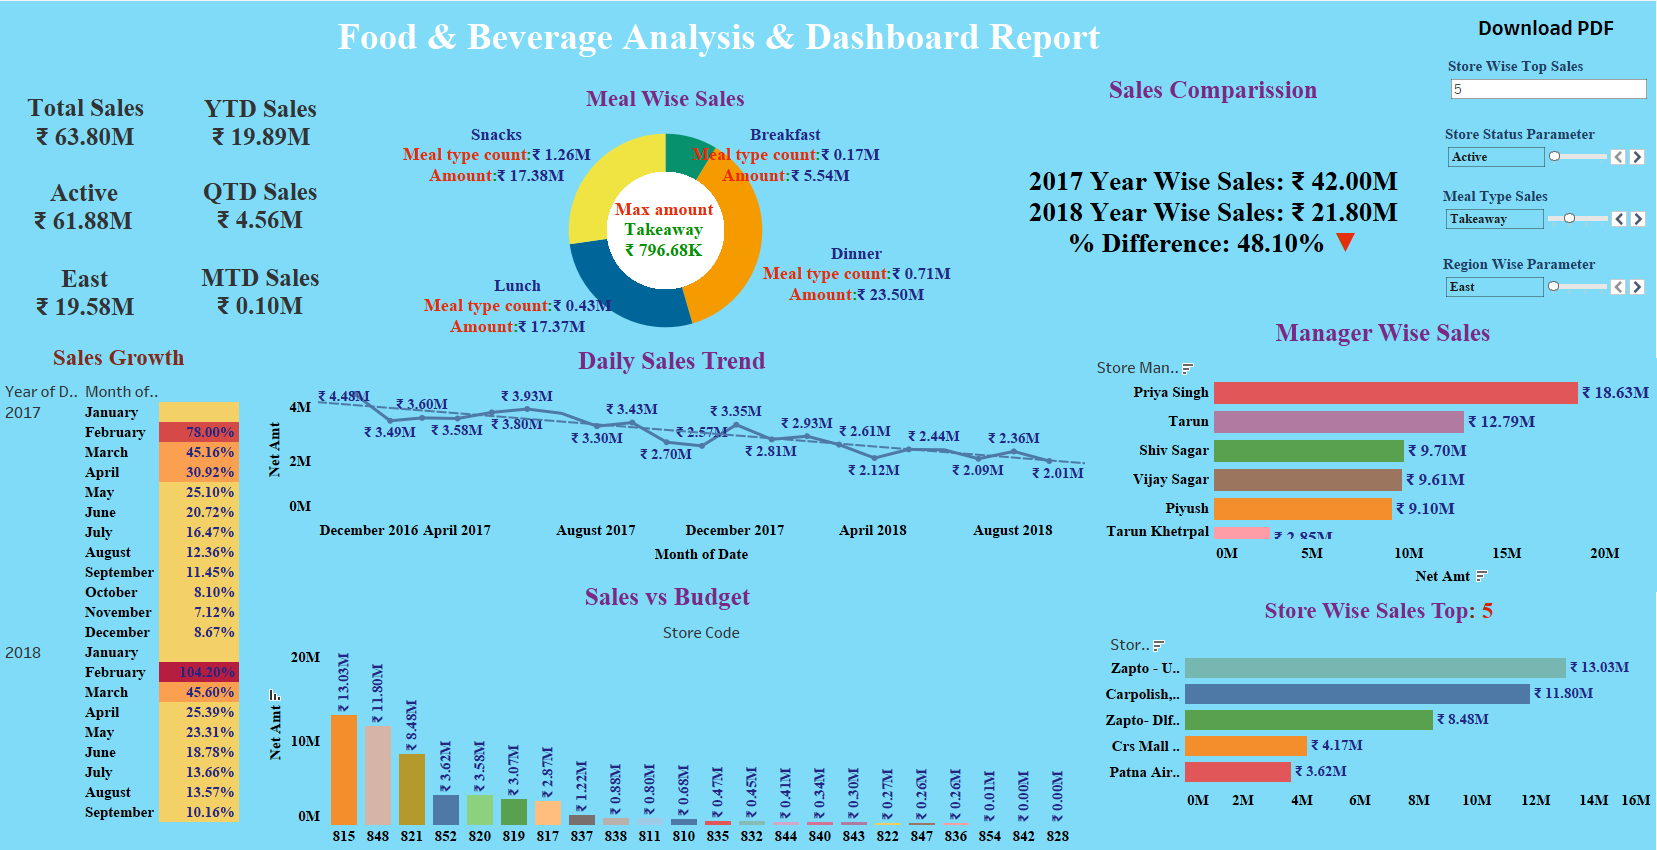 Food & Beverage Analysis & Dashboard Report
Download PDF
Store Wise Top Sales
5
Store Status Parameter
Active
Meal Type Sales
Takeaway
Region Wise Parameter
East
Total Sales
₹ 63.80M
YTD Sales
₹ 19.89M
Active
₹ 61.88M
QTD Sales
₹ 4.56M
East
₹ 19.58M
MTD Sales
₹ 0.10M
Meal Wise Sales
Snacks
Meal type count:₹ 1.26M
Amount:₹ 17.38M
Breakfast
Meal type count:₹ 0.17M
Amount:₹ 5.54M
Max amount
Takeaway
₹ 796.68K
Dinner
Meal type count:₹ 0.71M
Amount:₹ 23.50M
Lunch
Meal type count:₹ 0.43M
Amount:₹ 17.37M
Sales Comparission
2017 Year Wise Sales: ₹ 42.00M
2018 Year Wise Sales: ₹ 21.80M
% Difference: 48.10% ▼
Sales Growth
Year of D.. Month of..
2017 January
February 78.00%
March 45.16%
April 30.92%
May 25.10%
June 20.72%
July 16.47%
August 12.36%
September 11.45%
October 8.10%
November 7.12%
December 8.67%
2018 January
February 104.20%
March 45.60%
April 25.39%
May 23.31%
June 18.78%
July 13.66%
August 13.57%
September 10.16%
Daily Sales Trend
Net Amt
4M
2M
0M
₹ 4.48M
₹ 3.49M
₹ 3.60M
₹ 3.58M
₹ 3.80M
₹ 3.93M
₹ 3.30M
₹ 3.43M
₹ 2.70M
₹ 2.57M
₹ 3.35M
₹ 2.81M
₹ 2.93M
₹ 2.61M
₹ 2.12M
₹ 2.44M
₹ 2.09M
₹ 2.36M
₹ 2.01M
December 2016 April 2017 August 2017 December 2017 April 2018 August 2018
Month of Date
Manager Wise Sales
Store Man..
Priya Singh ₹ 18.63M
Tarun ₹ 12.79M
Shiv Sagar ₹ 9.70M
Vijay Sagar ₹ 9.61M
Piyush ₹ 9.10M
Tarun Khetrpal ₹ 2.85M
0M 5M 10M 15M 20M
Net Amt
Sales vs Budget
Store Code
Net Amt
20M
10M
0M
₹ 13.03M
₹ 11.80M
₹ 8.48M
₹ 3.62M
₹ 3.58M
₹ 3.07M
₹ 2.87M
₹ 1.22M
₹ 0.88M
₹ 0.80M
₹ 0.68M
₹ 0.47M
₹ 0.45M
₹ 0.41M
₹ 0.34M
₹ 0.30M
₹ 0.27M
₹ 0.26M
₹ 0.26M
₹ 0.01M
₹ 0.00M
₹ 0.00M
815 848 821 852 820 819 817 837 838 811 810 835 832 844 840 843 822 847 836 854 842 828
Store Wise Sales Top: 5
Stor..
Zapto - U.. ₹ 13.03M
Carpolish,.. ₹ 11.80M
Zapto- Dlf.. ₹ 8.48M
Crs Mall .. ₹ 4.17M
Patna Air.. ₹ 3.62M
0M 2M 4M 6M 8M 10M 12M 14M 16M